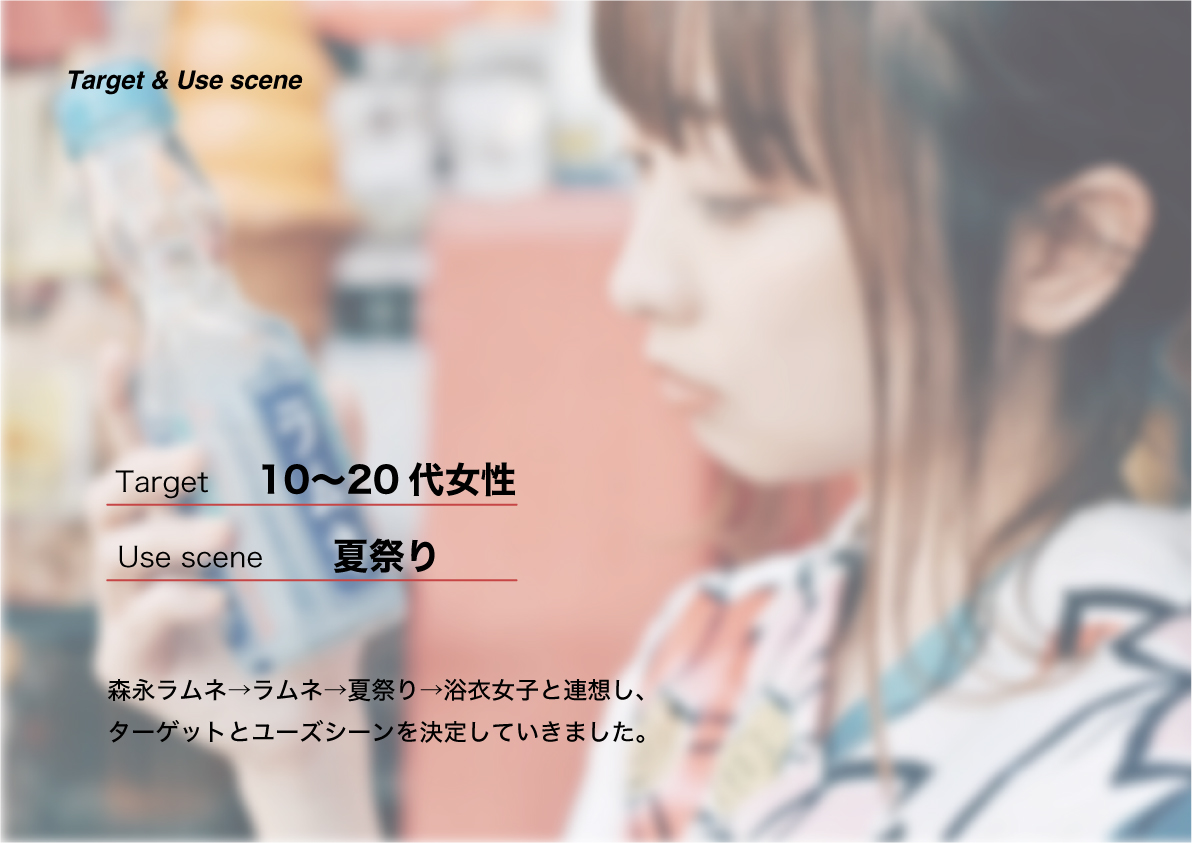 Target & Use scene
Target 10〜20代女性
Use scene 夏祭り
森永ラムネ→ラムネ→夏祭り→浴衣女子と連想し、
ターゲットとユーズシーンを決定していきました。